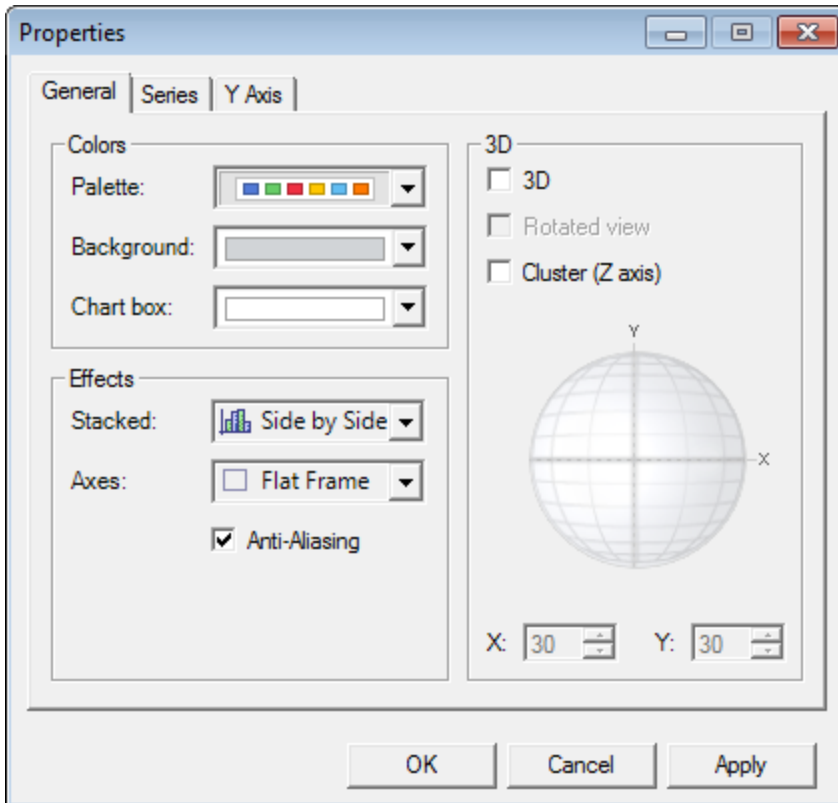 Properties
General Series Y Axis
Colors
Palette:
Background:
Chart box:
Effects
Stacked: Side by Side
Axes: Flat Frame
Anti-Aliasing
3D
3D
Rotated view
Cluster (Z axis)
Y
X
X: 30 Y: 30
OK Cancel Apply